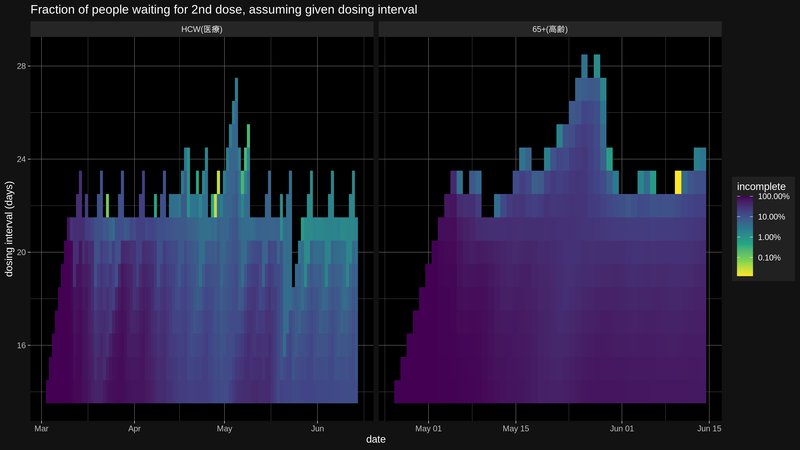 Fraction of people waiting for 2nd dose, assuming given dosing interval
HCW(医療)
65+(高齢)
dosing interval (days)
28
24
20
16
Mar
Apr
May
Jun
May 01
May 15
Jun 01
Jun 15
date
incomplete
100.00%
10.00%
1.00%
0.10%